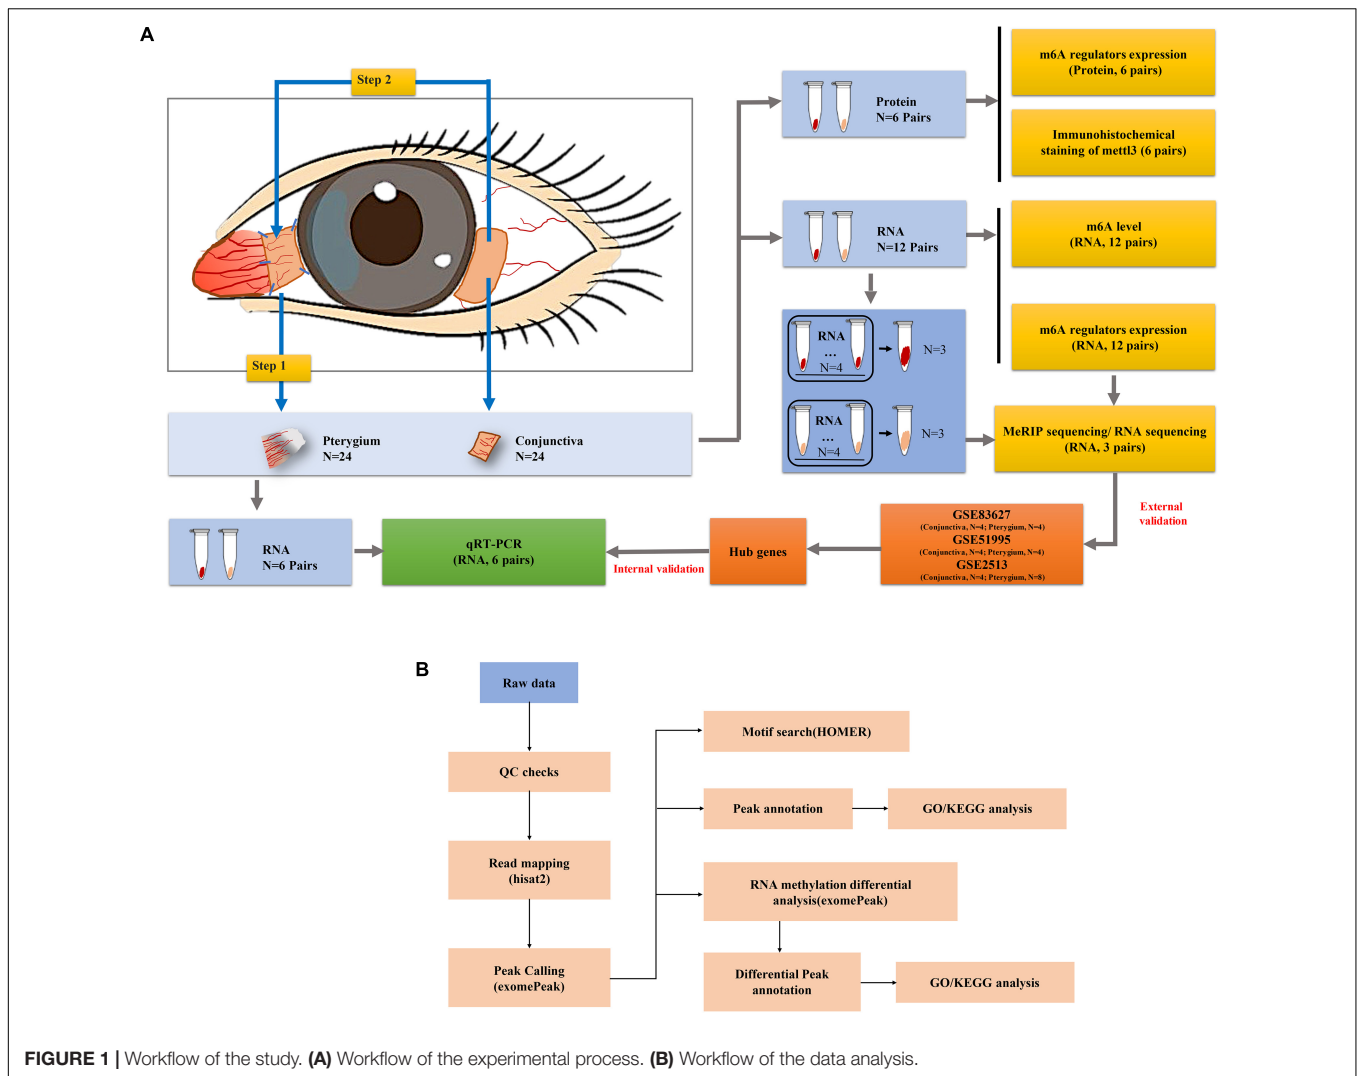 A
Step 2
Step 1
Pterygium
N=24
Conjunctiva
N=24
Protein
N=6 Pairs
m6A regulators expression
(Protein, 6 pairs)
Immunohistochemical
staining of mettl3 (6 pairs)
RNA
N=12 Pairs
m6A level
(RNA, 12 pairs)
m6A regulators expression
(RNA, 12 pairs)
RNA
...
N=4
N=3
RNA
...
N=4
N=3
MeRIP sequencing/ RNA sequencing
(RNA, 3 pairs)
External
validation
GSE83627
(Conjunctiva, N=4; Pterygium, N=4)
GSE51995
(Conjunctiva, N=4; Pterygium, N=4)
GSE2513
(Conjunctiva, N=4; Pterygium, N=8)
Hub genes
Internal validation
qRT-PCR
(RNA, 6 pairs)
RNA
N=6 Pairs
B
Raw data
QC checks
Read mapping
(hisat2)
Peak Calling
(exomePeak)
Motif search(HOMER)
Peak annotation
GO/KEGG analysis
RNA methylation differential
analysis(exomePeak)
Differential Peak
annotation
GO/KEGG analysis
FIGURE 1 | Workflow of the study. (A) Workflow of the experimental process. (B) Workflow of the data analysis.